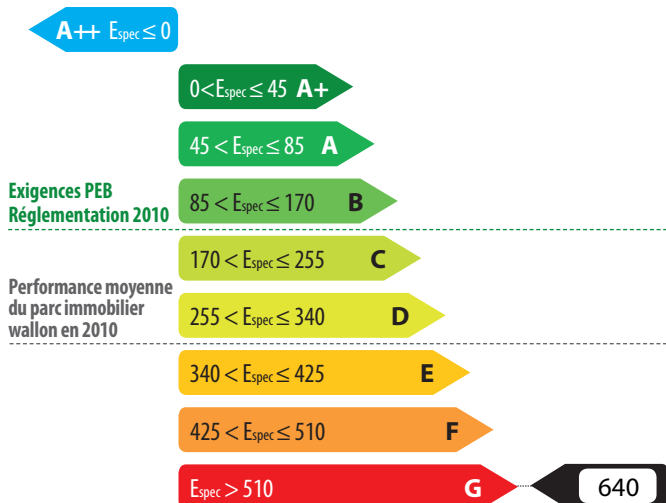 A++ Espec ≤ 0
0<Espec ≤ 45 A+
45 < Espec ≤ 85 A
Exigences PEB
Réglementation 2010
85 < Espec ≤ 170 B
170 < Espec ≤ 255 C
Performance moyenne
du parc immobilier
wallon en 2010
255 < Espec ≤ 340 D
340 < Espec ≤ 425 E
425 < Espec ≤ 510 F
Espec > 510 G
640